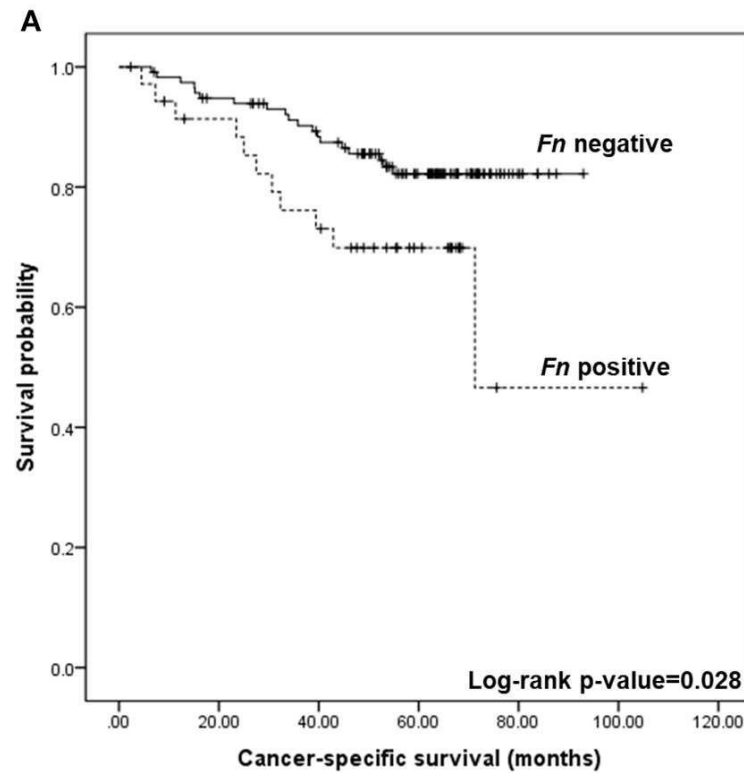 A
1.0
0.8
0.6
0.4
0.2
0.0
Survival probability
Fn negative
Fn positive
Log-rank p-value=0.028
.00 20.00 40.00 60.00 80.00 100.00 120.00
Cancer-specific survival (months)